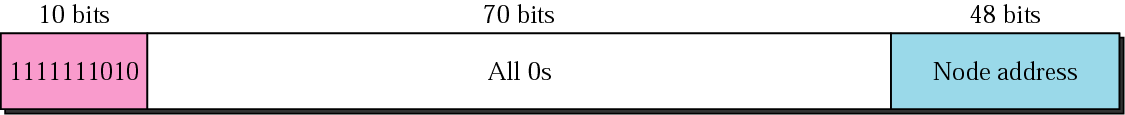 10 bits 70 bits 48 bits
1111111010 All 0s Node address